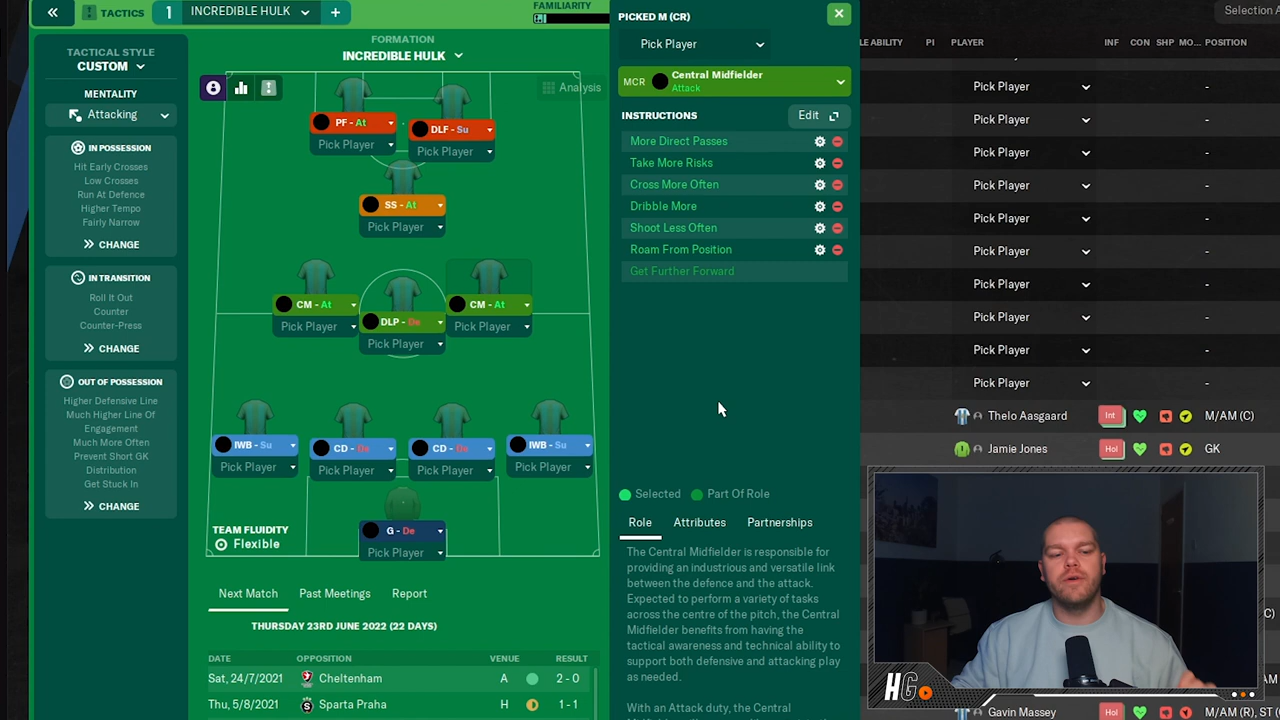 TACTICS
1
INCREDIBLE HULK
+
FAMILIARITY
TACTICAL STYLE
CUSTOM
MENTALITY
Attacking
IN POSSESSION
Hit Early Crosses
Low Crosses
Run At Defence
Higher Tempo
Fairly Narrow
CHANGE
IN TRANSITION
Roll It Out
Counter
Counter-Press
CHANGE
OUT OF POSSESSION
Higher Defensive Line
Much Higher Line Of
Engagement
Much More Often
Prevent Short GK
Distribution
Get Stuck In
CHANGE
FORMATION
INCREDIBLE HULK
Analysis
PF - At
Pick Player
DLF - Su
Pick Player
SS - At
Pick Player
CM - At
Pick Player
DLP - De
Pick Player
CM - At
Pick Player
IWB - Su
Pick Player
CD - De
Pick Player
CD - De
Pick Player
IWB - Su
Pick Player
G - De
Pick Player
TEAM FLUIDITY
Flexible
Next Match
Past Meetings
Report
THURSDAY 23RD JUNE 2022 (22 DAYS)
DATE OPPOSITION VENUE RESULT
Sat, 24/7/2021 Cheltenham A 2 - 0
Thu, 5/8/2021 Sparta Praha H 1 - 1
PICKED M (CR)
Pick Player
MCR
Central Midfielder
Attack
INSTRUCTIONS
Edit
More Direct Passes
Take More Risks
Cross More Often
Dribble More
Shoot Less Often
Roam From Position
Get Further Forward
Selected
Part Of Role
Role
Attributes
Partnerships
The Central Midfielder is responsible for
providing an industrious and versatile link
between the defence and the attack.
Expected to perform a variety of tasks
across the centre of the pitch, the Central
Midfielder benefits from having the
tactical awareness and technical ability to
support both defensive and attacking play
as needed.
With an Attack duty, the Central
Selection A
LE ABILITY PI PLAYER INF CON SHP MO... POSITION
Pick Player -
Pick Player -
Pick Player -
Pick Player -
Pick Player -
Pick Player -
Pick Player -
Pick Player -
Pick Player -
Pick Player -
Thelo Aasgaard Int M/AM (C)
Jamie Jones Hol GK
HG
Gavin Massey Hol M/AM (R), ST (